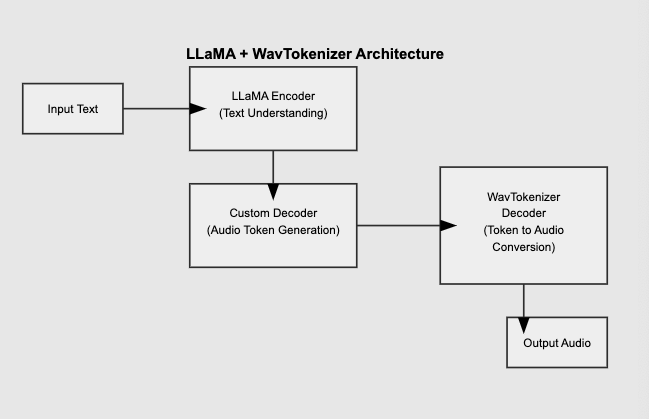 LLaMA + WavTokenizer Architecture
Input Text
LLaMA Encoder
(Text Understanding)
Custom Decoder
(Audio Token Generation)
WavTokenizer
Decoder
(Token to Audio
Conversion)
Output Audio